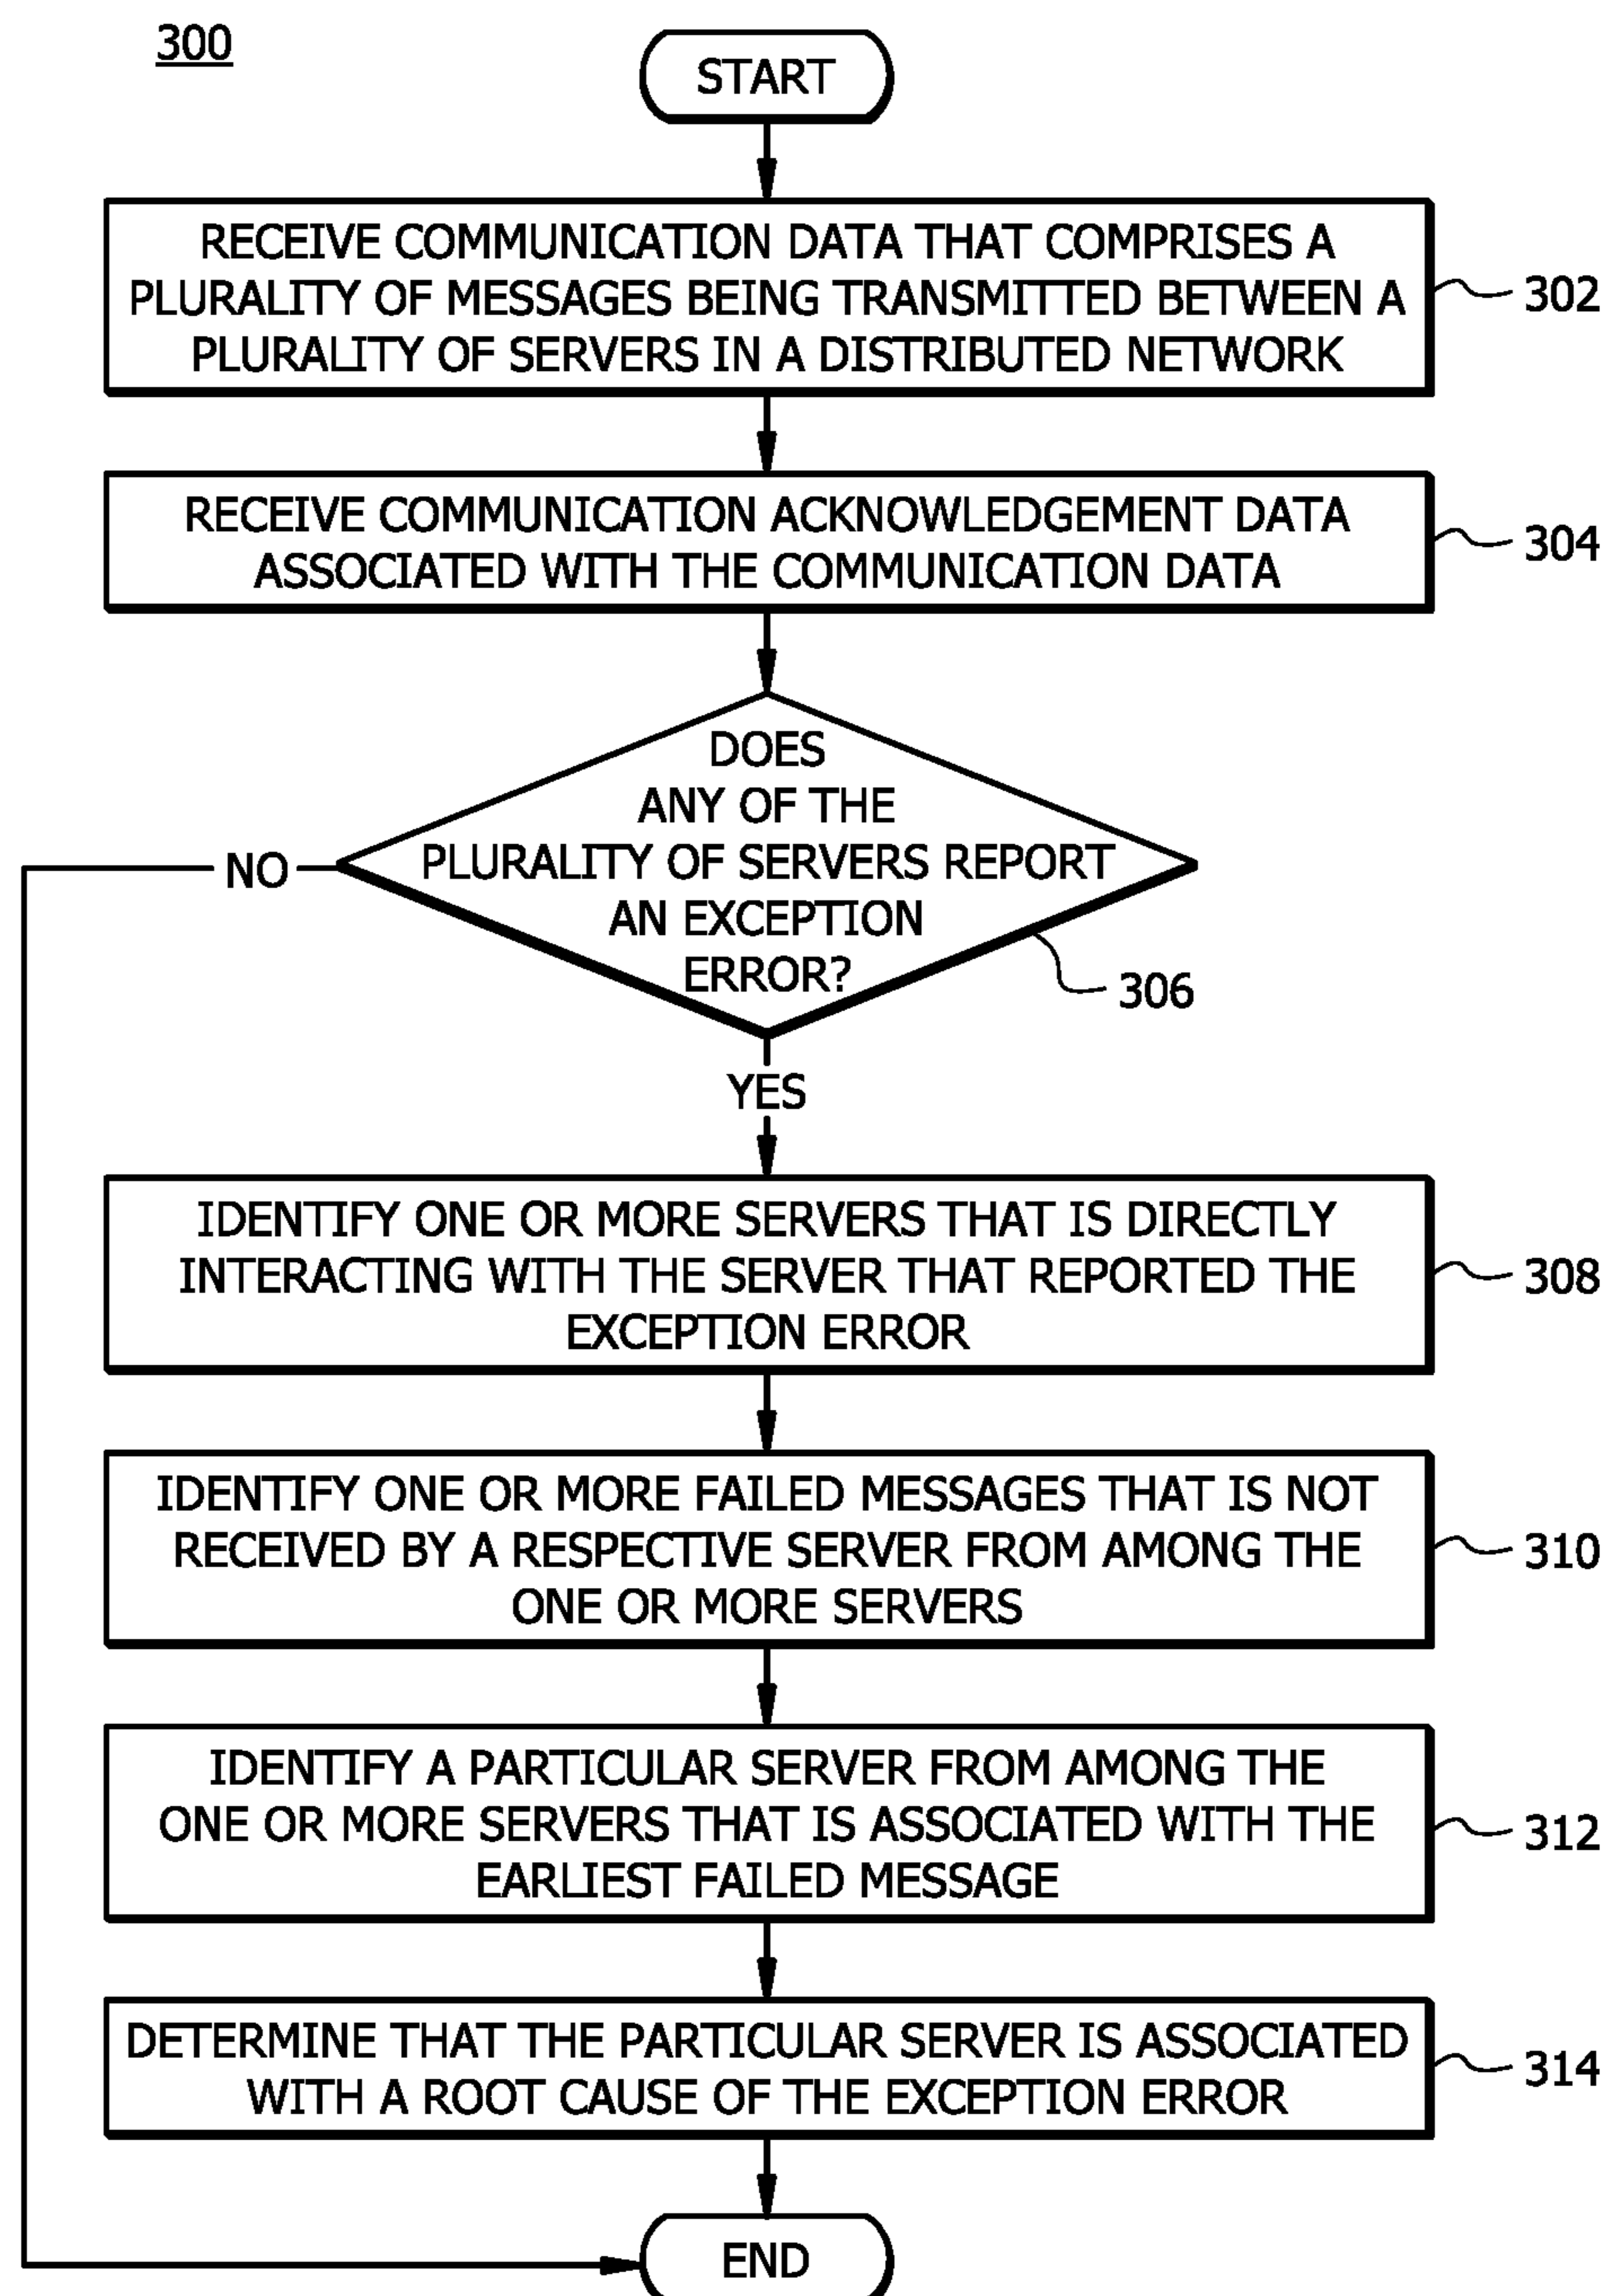 300
START
RECEIVE COMMUNICATION DATA THAT COMPRISES A
PLURALITY OF MESSAGES BEING TRANSMITTED BETWEEN A
PLURALITY OF SERVERS IN A DISTRIBUTED NETWORK
302
RECEIVE COMMUNICATION ACKNOWLEDGEMENT DATA
ASSOCIATED WITH THE COMMUNICATION DATA
304
DOES
ANY OF THE
PLURALITY OF SERVERS REPORT
AN EXCEPTION
ERROR?
NO
306
YES
IDENTIFY ONE OR MORE SERVERS THAT IS DIRECTLY
INTERACTING WITH THE SERVER THAT REPORTED THE
EXCEPTION ERROR
308
IDENTIFY ONE OR MORE FAILED MESSAGES THAT IS NOT
RECEIVED BY A RESPECTIVE SERVER FROM AMONG THE
ONE OR MORE SERVERS
310
IDENTIFY A PARTICULAR SERVER FROM AMONG THE
ONE OR MORE SERVERS THAT IS ASSOCIATED WITH THE
EARLIEST FAILED MESSAGE
312
DETERMINE THAT THE PARTICULAR SERVER IS ASSOCIATED
WITH A ROOT CAUSE OF THE EXCEPTION ERROR
314
END